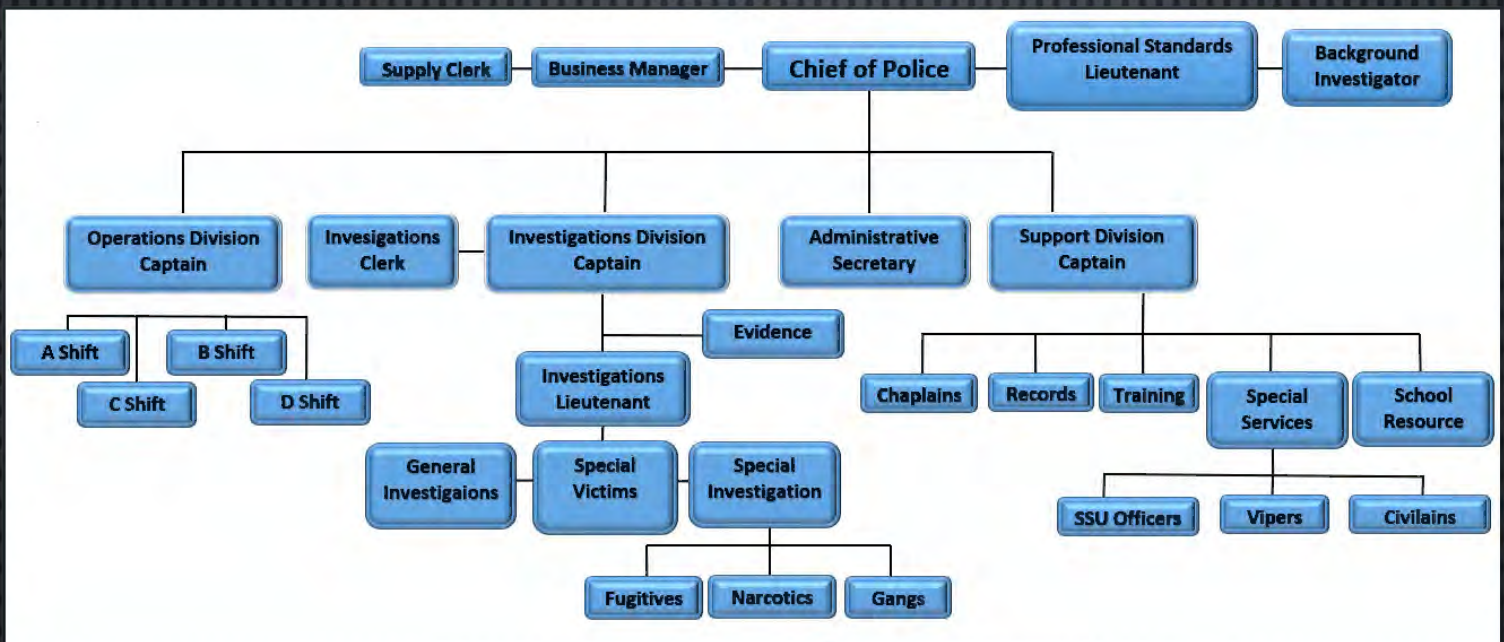 Supply Clerk
Business Manager
Chief of Police
Professional Standards
Lieutenant
Background
Investigator
Operations Division
Captain
Invesigations
Clerk
Investigations Division
Captain
Administrative
Secretary
Support Division
Captain
A Shift
B Shift
C Shift
D Shift
Evidence
Investigations
Lieutenant
Chaplains
Records
Training
Special
Services
School
Resource
General
Investigaions
Special
Victims
Special
Investigation
SSU Officers
Vipers
Civilains
Fugitives
Narcotics
Gangs